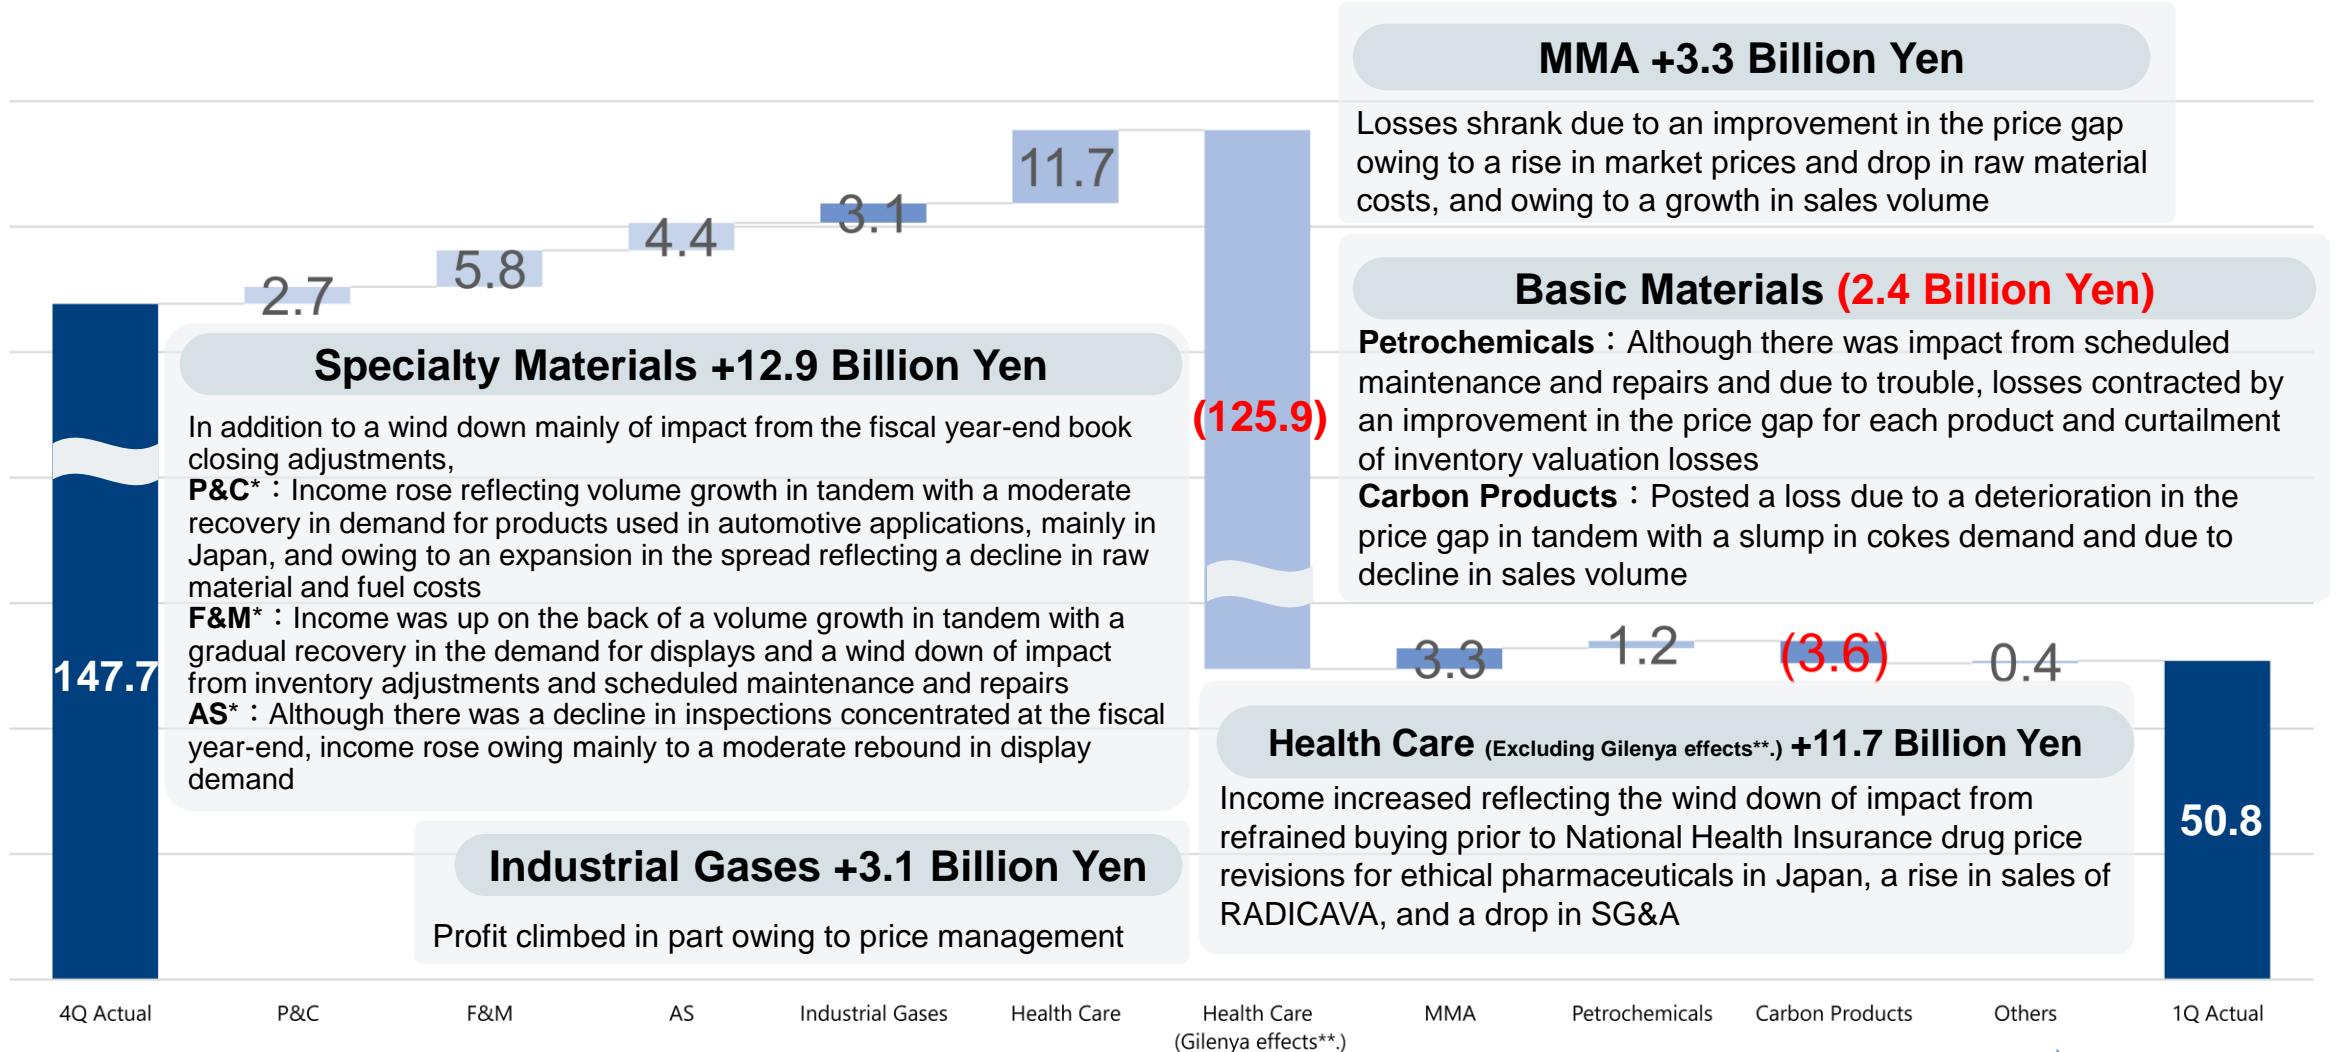 MMA +3.3 Billion Yen
Losses shrank due to an improvement in the price gap
owing to a rise in market prices and drop in raw material
costs, and owing to a growth in sales volume
Basic Materials (2.4 Billion Yen)
Petrochemicals：Although there was impact from scheduled
maintenance and repairs and due to trouble, losses contracted by
an improvement in the price gap for each product and curtailment
of inventory valuation losses
Carbon Products：Posted a loss due to a deterioration in the
price gap in tandem with a slump in cokes demand and due to
decline in sales volume
147.7
2.7
5.8
4.4
3.1
11.7
(125.9)
3.3
1.2
(3.6)
0.4
50.8
Specialty Materials +12.9 Billion Yen
In addition to a wind down mainly of impact from the fiscal year-end book
closing adjustments,
P&C*：Income rose reflecting volume growth in tandem with a moderate
recovery in demand for products used in automotive applications, mainly in
Japan, and owing to an expansion in the spread reflecting a decline in raw
material and fuel costs
F&M*：Income was up on the back of a volume growth in tandem with a
gradual recovery in the demand for displays and a wind down of impact
from inventory adjustments and scheduled maintenance and repairs
AS*：Although there was a decline in inspections concentrated at the fiscal
year-end, income rose owing mainly to a moderate rebound in display
demand
Industrial Gases +3.1 Billion Yen
Profit climbed in part owing to price management
Health Care (Excluding Gilenya effects**.) +11.7 Billion Yen
Income increased reflecting the wind down of impact from
refrained buying prior to National Health Insurance drug price
revisions for ethical pharmaceuticals in Japan, a rise in sales of
RADICAVA, and a drop in SG&A
4Q Actual
P&C
F&M
AS
Industrial Gases
Health Care
Health Care
(Gilenya effects**.)
MMA
Petrochemicals
Carbon Products
Others
1Q Actual